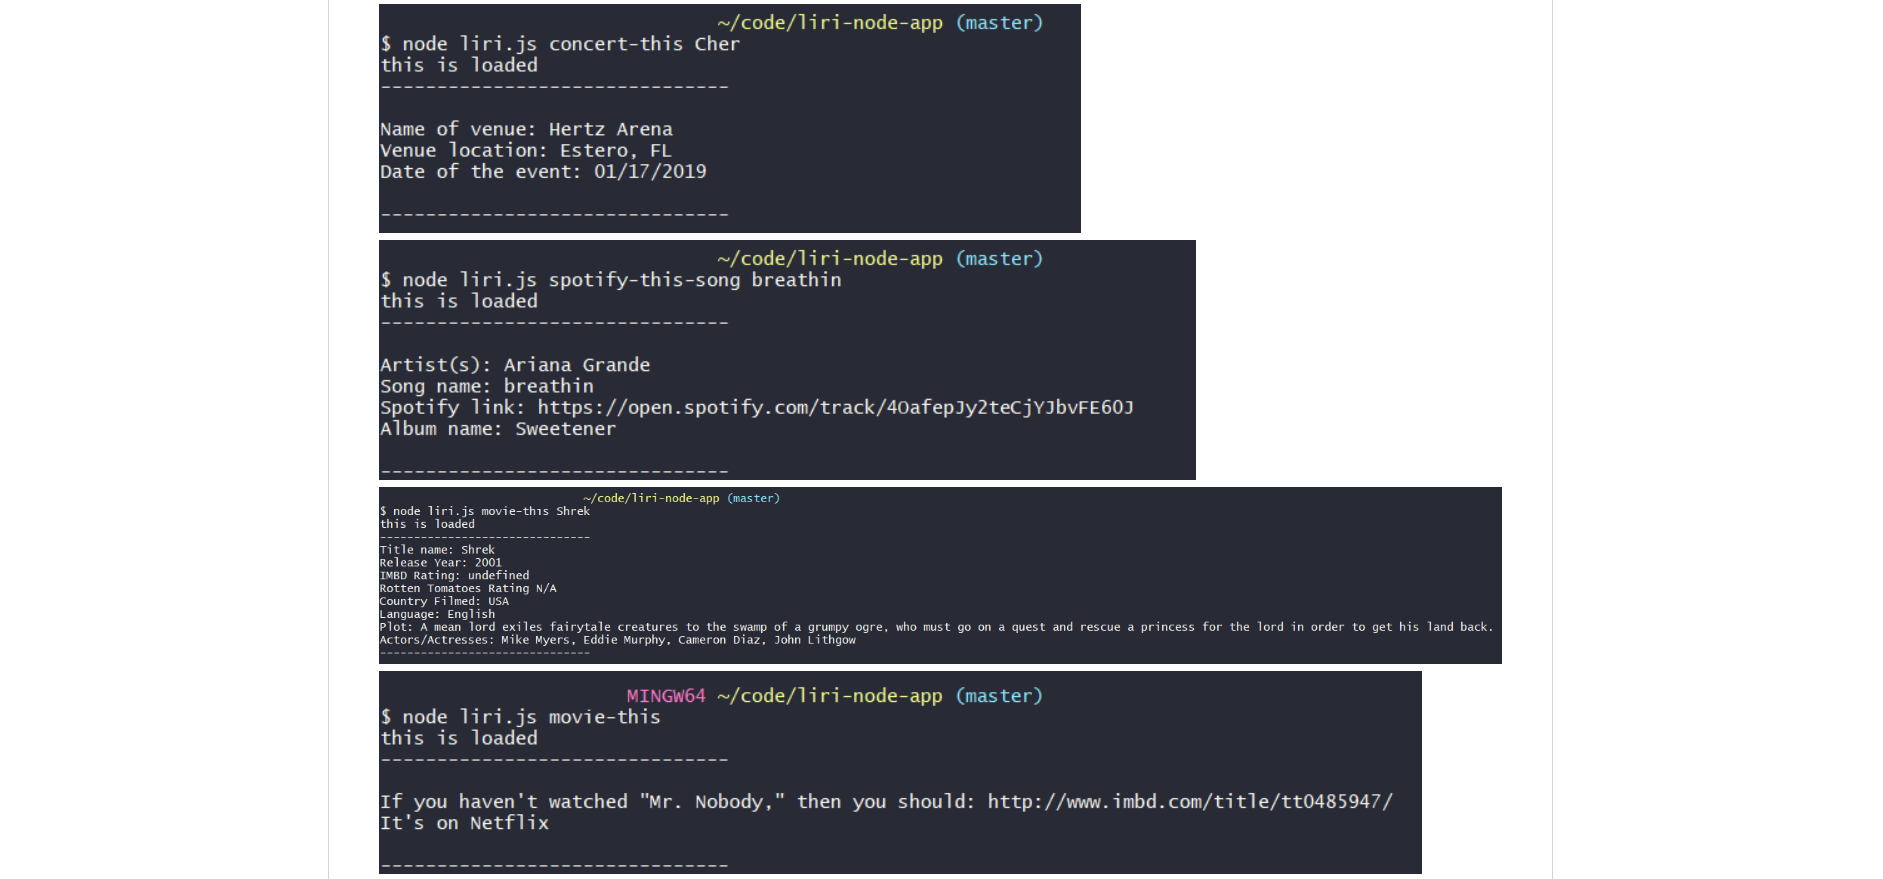 ~/code/liri-node-app (master)
$ node liri.js concert-this Cher
this is loaded
-------------------------------
Name of venue: Hertz Arena
Venue location: Estero, FL
Date of the event: 01/17/2019
-------------------------------
~/code/liri-node-app (master)
$ node liri.js spotify-this-song breathin
this is loaded
-------------------------------
Artist(s): Ariana Grande
Song name: breathin
Spotify link: https://open.spotify.com/track/4OafepJy2teCjYJbvFE60J
Album name: Sweetener
-------------------------------
~/code/liri-node-app (master)
$ node liri.js movie-this Shrek
this is loaded
-------------------------------
Title name: Shrek
Release Year: 2001
IMBD Rating: undefined
Rotten Tomatoes Rating N/A
Country Filmed: USA
Language: English
Plot: A mean lord exiles fairytale creatures to the swamp of a grumpy ogre, who must go on a quest and rescue a princess for the lord in order to get his land back.
Actors/Actresses: Mike Myers, Eddie Murphy, Cameron Diaz, John Lithgow
-------------------------------
MINGW64 ~/code/liri-node-app (master)
$ node liri.js movie-this
this is loaded
-------------------------------
If you haven't watched "Mr. Nobody," then you should: http://www.imbd.com/title/tt0485947/
It's on Netflix
-------------------------------